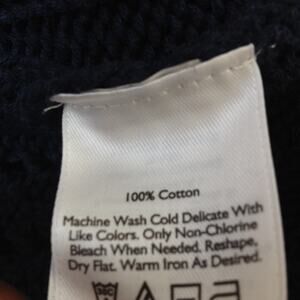 100% Cotton
Machine Wash Cold Delicate With
Like Colors. Only Non-Chlorine
Bleach When Needed. Reshape,
Dry Flat. Warm Iron As Desired.